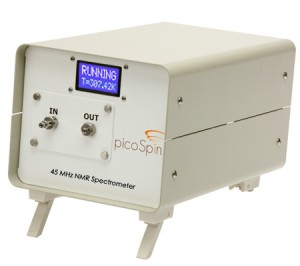 RUNNING
T=307.42K
IN OUT
picoSpin
45 MHz NMR Spectrometer